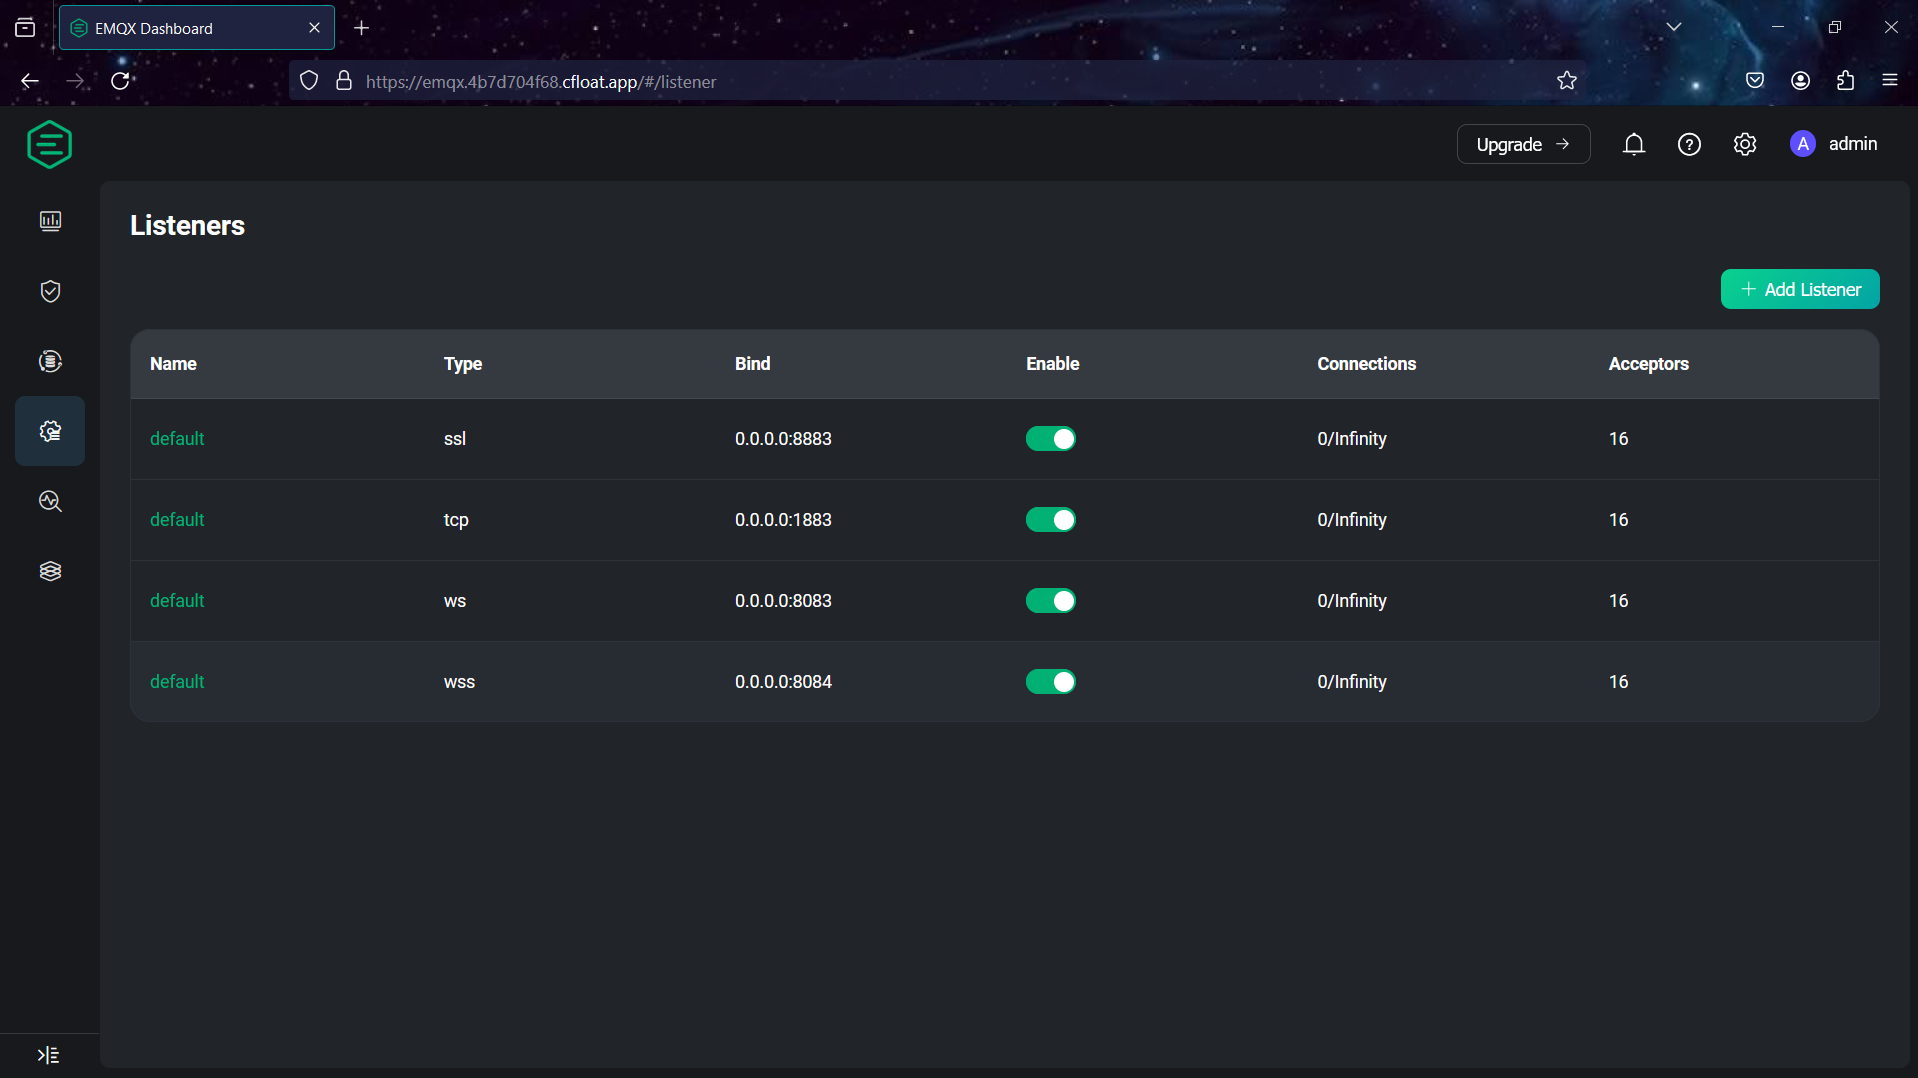 EMQX Dashboard
https://emqx.4b7d704f68.cfloat.app/#/listener
Upgrade
A admin
Listeners
Add Listener
Name Type Bind Enable Connections Acceptors
default ssl 0.0.0.0:8883 0/Infinity 16
default tcp 0.0.0.0:1883 0/Infinity 16
default ws 0.0.0.0:8083 0/Infinity 16
default wss 0.0.0.0:8084 0/Infinity 16